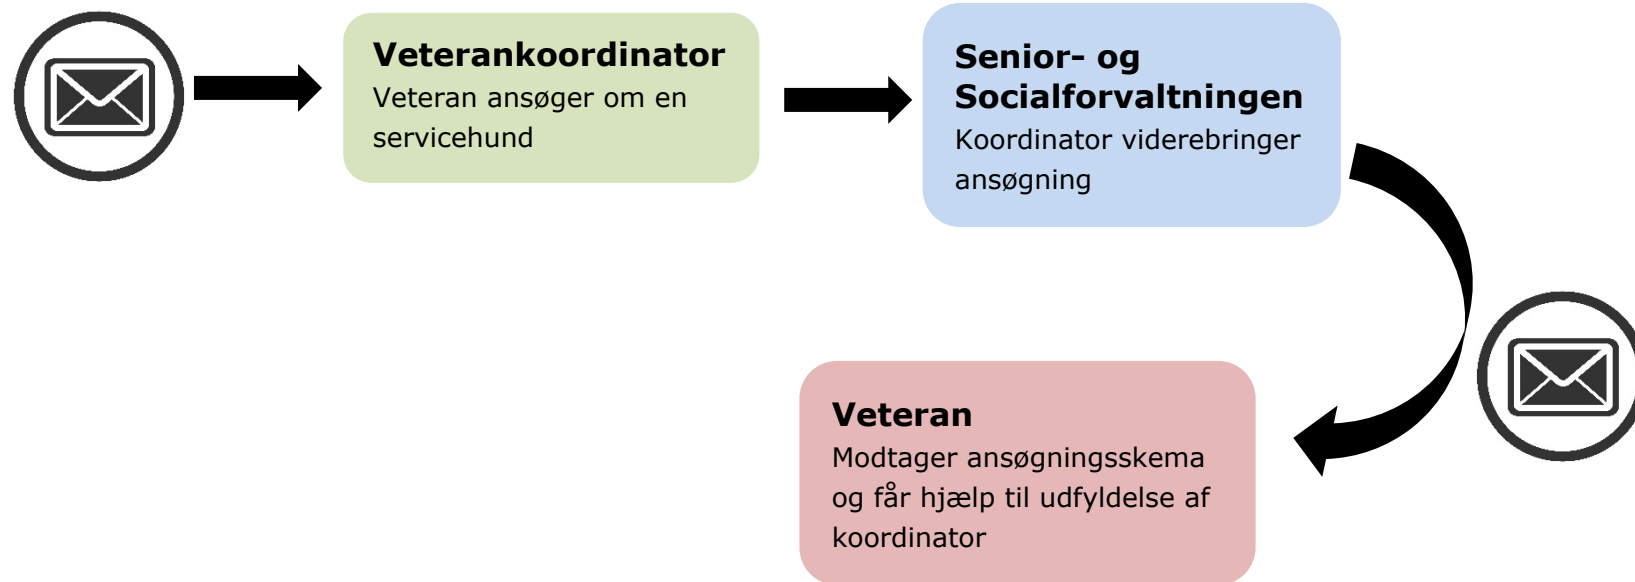 Veterankoordinator
Veteran ansøger om en
servicehund
Senior- og
Socialforvaltningen
Koordinator viderebringer
ansøgning
Veteran
Modtager ansøgningsskema
og får hjælp til udfyldelse af
koordinator